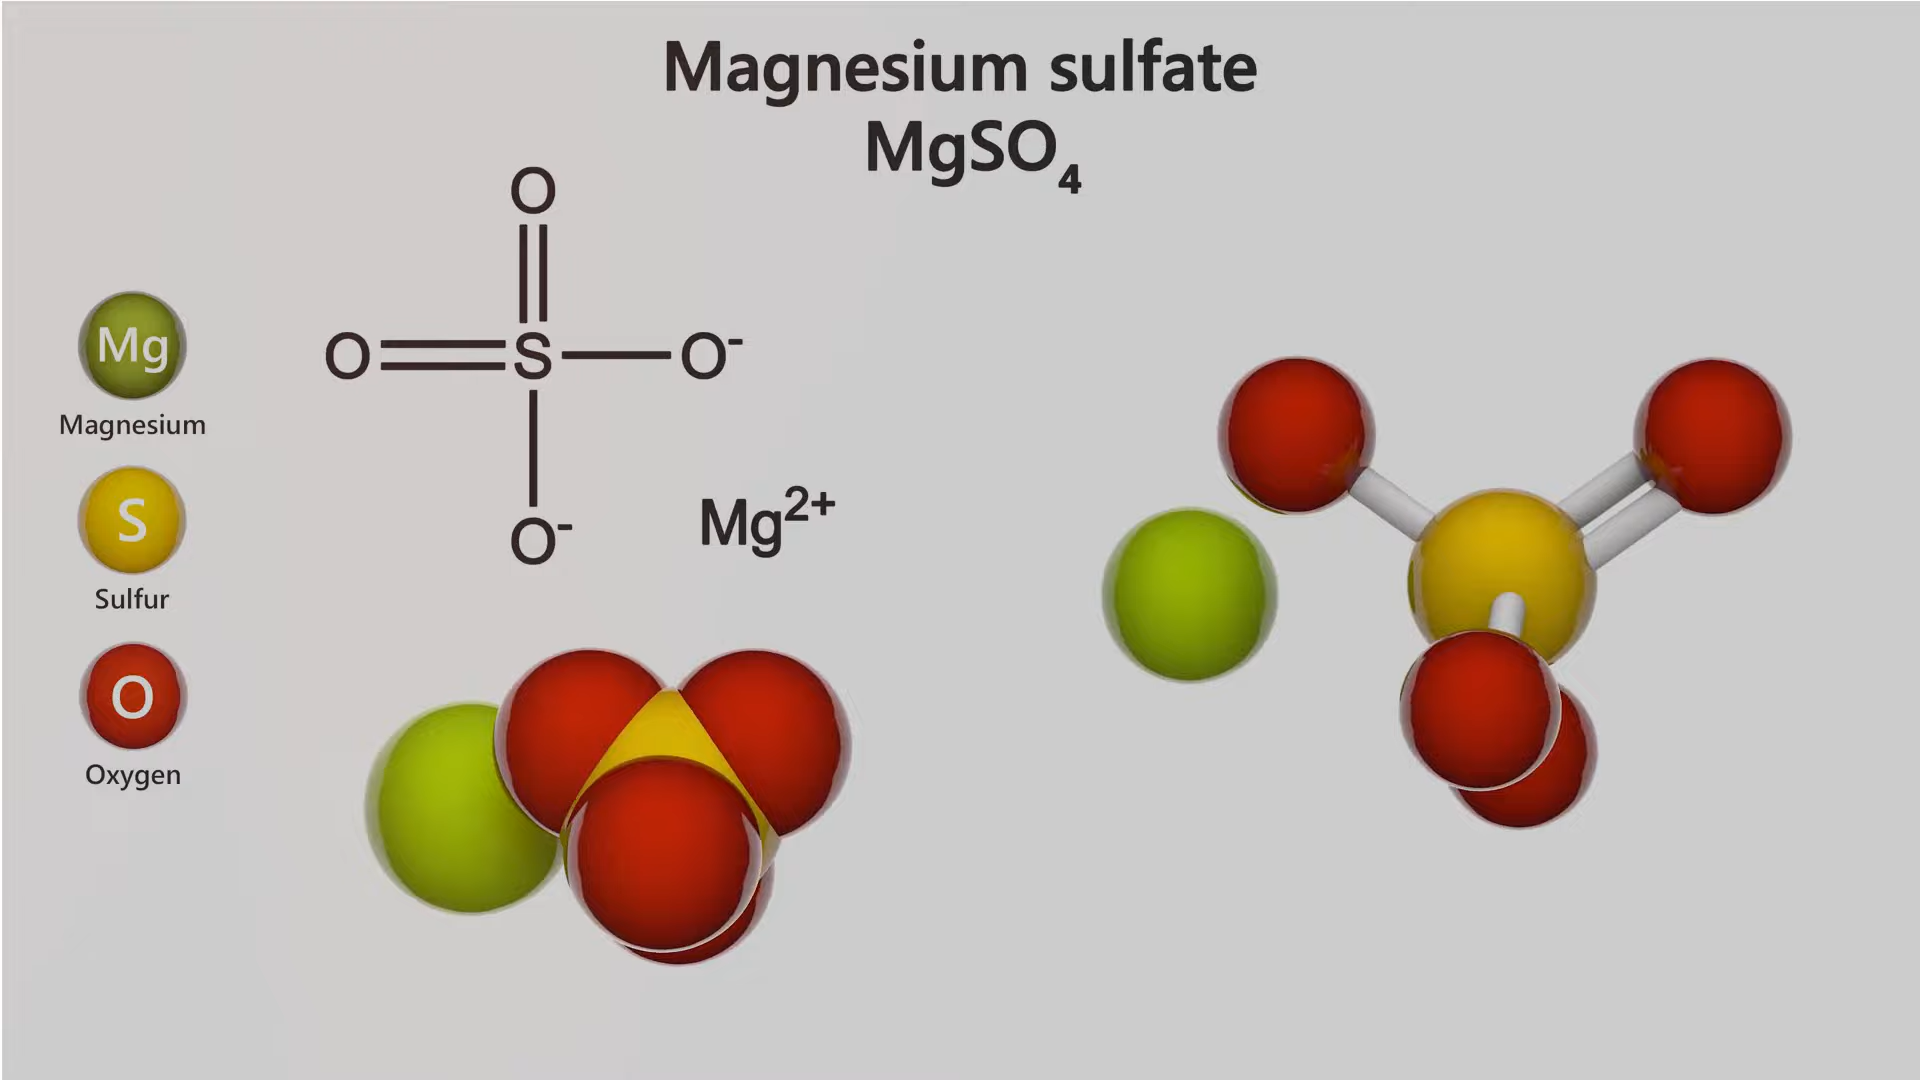 Magnesium sulfate
MgSO₄
O
O S O⁻
O⁻
Mg²⁺
Mg
Magnesium
S
Sulfur
O
Oxygen